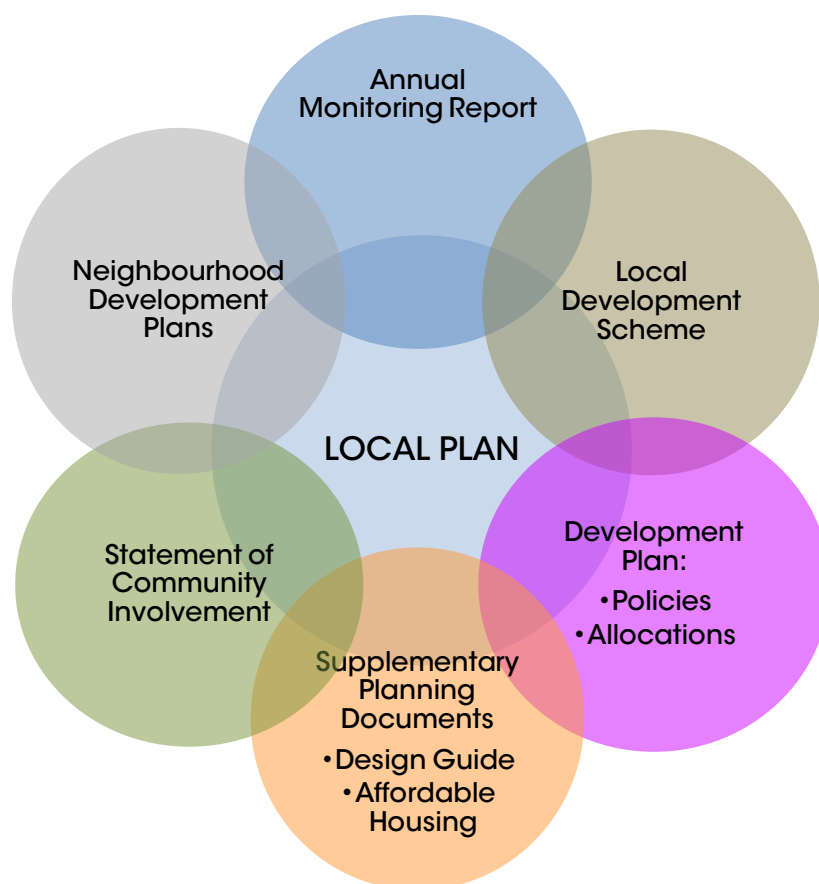 Annual
Monitoring Report
Neighbourhood
Development
Plans
Local
Development
Scheme
LOCAL PLAN
Statement of
Community
Involvement
Development
Plan:
• Policies
• Allocations
Supplementary
Planning
Documents
• Design Guide
• Affordable
Housing